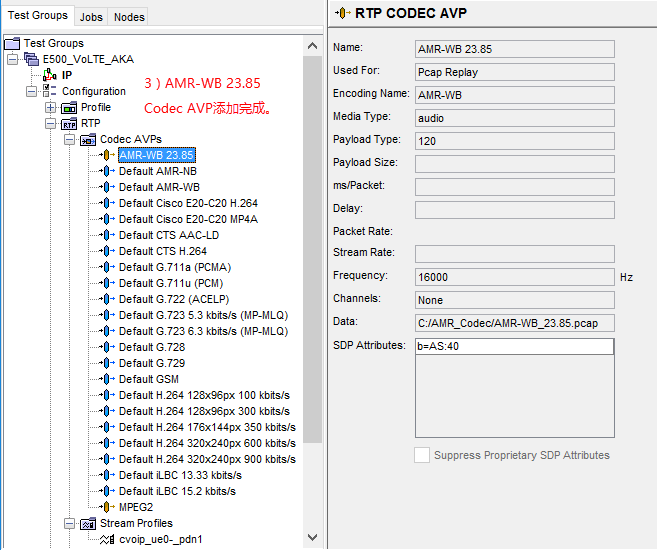 Test Groups
Jobs
Nodes
Test Groups
E500_VoLTE_AKA
IP
Configuration
Profile
RTP
RTP
Codec AVPs
AMR-WB 23.85
Default AMR-NB
Default AMR-WB
Default Cisco E20-C20 H.264
Default Cisco E20-C20 MP4A
Default CTS AAC-LD
Default CTS H.264
Default G.711a (PCMA)
Default G.711u (PCM)
Default G.722 (ACELP)
Default G.723 5.3 kbits/s (MP-MLQ)
Default G.723 6.3 kbits/s (MP-MLQ)
Default G.728
Default G.729
Default GSM
Default H.264 128x96px 100 kbits/s
Default H.264 128x96px 300 kbits/s
Default H.264 176x144px 350 kbits/s
Default H.264 320x240px 600 kbits/s
Default H.264 320x240px 900 kbits/s
Default iLBC 13.33 kbits/s
Default iLBC 15.2 kbits/s
MPEG2
Stream Profiles
cvoip_ue0-_pdn1
3）AMR-WB 23.85
Codec AVP添加完成。
RTP CODEC AVP
Name: AMR-WB 23.85
Used For: Pcap Replay
Encoding Name: AMR-WB
Media Type: audio
Payload Type: 120
Payload Size:
ms/Packet:
Delay:
Packet Rate:
Stream Rate:
Frequency: 16000 Hz
Channels: None
Data: C:/AMR_Codec/AMR-WB_23.85.pcap
SDP Attributes: b=AS:40
Suppress Proprietary SDP Attributes